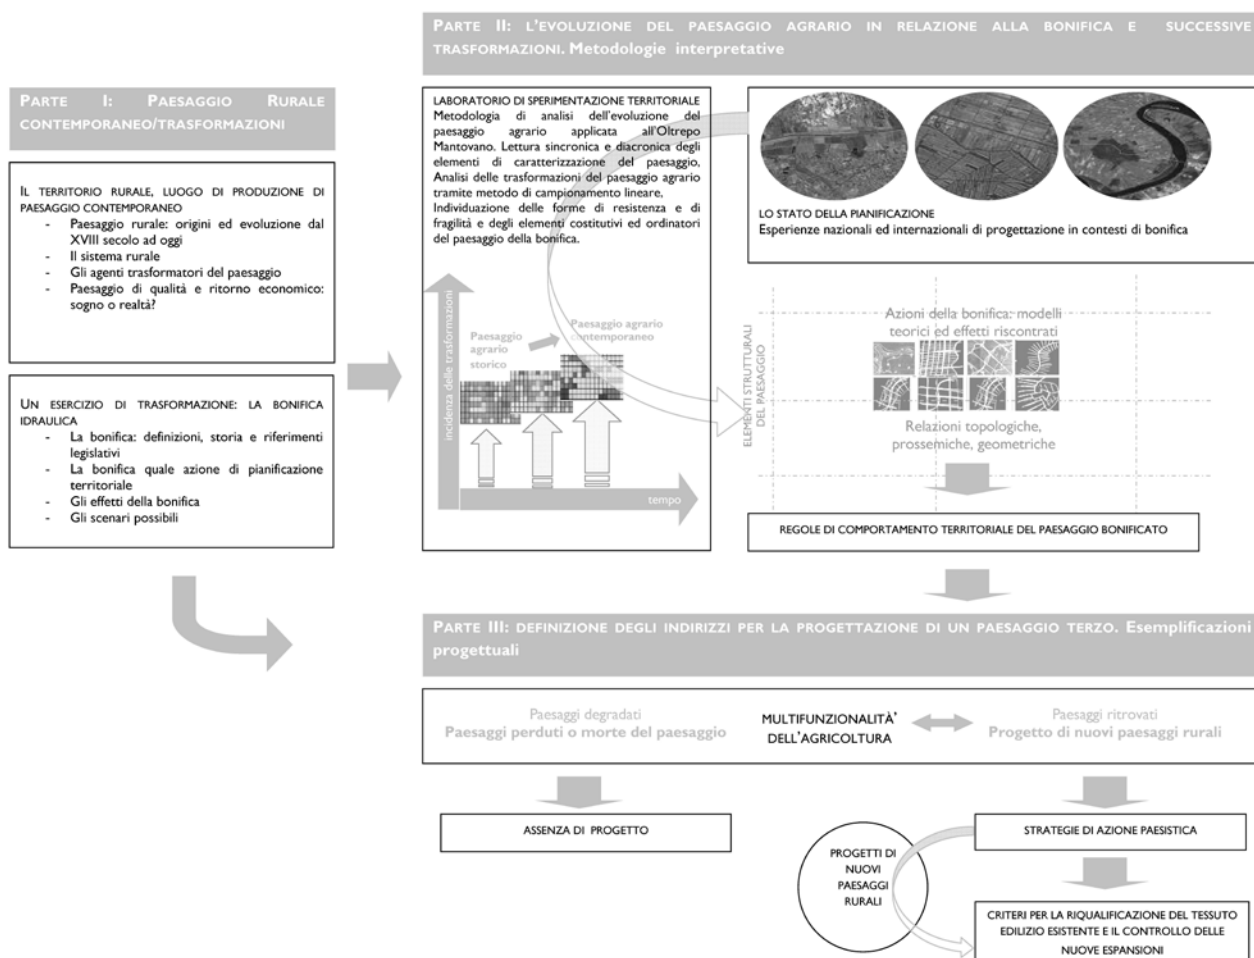 PARTE I: PAESAGGIO RURALE
CONTEMPORANEO/TRASFORMAZIONI
IL TERRITORIO RURALE, LUOGO DI PRODUZIONE DI
PAESAGGIO CONTEMPORANEO
- Paesaggio rurale: origini ed evoluzione dal
XVIII secolo ad oggi
- Il sistema rurale
- Gli agenti trasformatori del paesaggio
- Paesaggio di qualità e ritorno economico:
sogno o realtà?
UN ESERCIZIO DI TRASFORMAZIONE: LA BONIFICA
IDRAULICA
- La bonifica: definizioni, storia e riferimenti
legislativi
- La bonifica quale azione di pianificazione
territoriale
- Gli effetti della bonifica
- Gli scenari possibili
PARTE II: L'EVOLUZIONE DEL PAESAGGIO AGRARIO IN RELAZIONE ALLA BONIFICA E SUCCESSIVE
TRASFORMAZIONI. Metodologie interpretative
LABORATORIO DI SPERIMENTAZIONE TERRITORIALE
Metodologia di analisi dell'evoluzione del
paesaggio agrario applicata all'Oltrepo
Mantovano. Lettura sincronica e diacronica degli
elementi di caratterizzazione del paesaggio,
Analisi delle trasformazioni del paesaggio agrario
tramite metodo di campionamento lineare,
Individuazione delle forme di resistenza e di
fragilità e degli elementi costitutivi ed ordinatori
del paesaggio della bonifica.
incidenza delle trasformazioni
Paesaggio
agrario
storico
Paesaggio agrario
contemporaneo
tempo
LO STATO DELLA PIANIFICAZIONE
Esperienze nazionali ed internazionali di progettazione in contesti di bonifica
ELEMENTI STRUTTURALI
DEL PAESAGGIO
Azioni della bonifica: modelli
teorici ed effetti riscontrati
Relazioni topologiche,
prossemiche, geometriche
REGOLE DI COMPORTAMENTO TERRITORIALE DEL PAESAGGIO BONIFICATO
PARTE III: DEFINIZIONE DEGLI INDIRIZZI PER LA PROGETTAZIONE DI UN PAESAGGIO TERZO. Esemplificazioni
progettuali
Paesaggi degradati
Paesaggi perduti o morte del paesaggio
MULTIFUNZIONALITA'
DELL'AGRICOLTURA
Paesaggi ritrovati
Progetto di nuovi paesaggi rurali
ASSENZA DI PROGETTO
STRATEGIE DI AZIONE PAESISTICA
PROGETTI DI
NUOVI
PAESAGGI
RURALI
CRITERI PER LA RIQUALIFICAZIONE DEL TESSUTO
EDILIZIO ESISTENTE E IL CONTROLLO DELLE
NUOVE ESPANSIONI